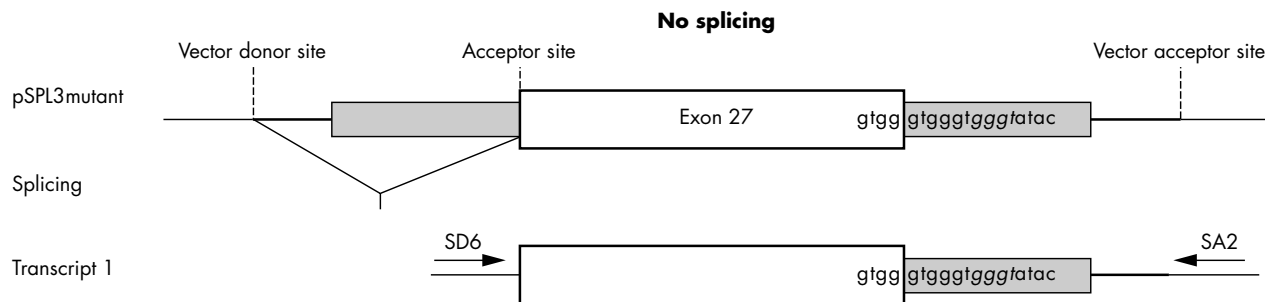 No splicing
Vector donor site
Acceptor site
Vector acceptor site
pSPL3mutant
Exon 27
gtgg gtgggtgggtatac
Splicing
SD6
SA2
Transcript 1
gtgg gtgggtgggtatac